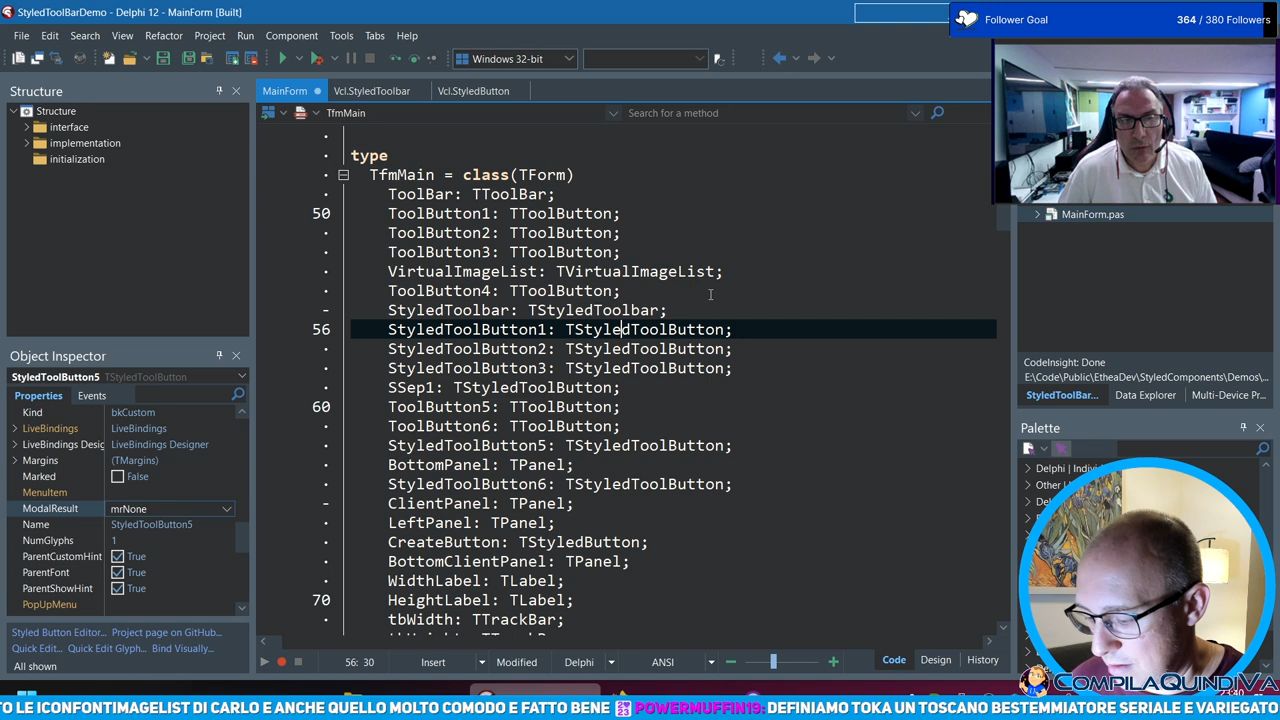 StyledToolBarDemo - Delphi 12 - MainForm [Built]
Follower Goal
364 / 380 Followers
File Edit Search View Refactor Project Run Component Tools Tabs Help
Windows 32-bit
Structure
Structure
interface
implementation
initialization
MainForm
Vcl.StyledToolbar
Vcl.StyledButton
TfmMain
Search for a method
type
TfmMain = class(TForm)
ToolBar: TToolBar;
50 ToolButton1: TToolButton;
ToolButton2: TToolButton;
ToolButton3: TToolButton;
VirtualImageList: TVirtualImageList;
ToolButton4: TToolButton;
StyledToolbar: TStyledToolbar;
56 StyledToolButton1: TStyledToolButton;
StyledToolButton2: TStyledToolButton;
StyledToolButton3: TStyledToolButton;
SSep1: TStyledToolButton;
60 ToolButton5: TToolButton;
ToolButton6: TToolButton;
StyledToolButton5: TStyledToolButton;
BottomPanel: TPanel;
StyledToolButton6: TStyledToolButton;
ClientPanel: TPanel;
LeftPanel: TPanel;
CreateButton: TStyledButton;
BottomClientPanel: TPanel;
WidthLabel: TLabel;
70 HeightLabel: TLabel;
tbWidth: TTrackBar;
56: 30
Insert
Modified
Delphi
ANSI
Code
Design
History
Object Inspector
StyledToolButton5 TStyledToolButton
Properties
Events
Kind bkCustom
LiveBindings LiveBindings
LiveBindings Desig LiveBindings Designer
Margins (TMargins)
Marked False
MenuItem
ModalResult mrNone
Name StyledToolButton5
NumGlyphs 1
ParentCustomHint True
ParentFont True
ParentShowHint True
PopUpMenu
Styled Button Editor... Project page on GitHub...
Quick Edit... Quick Edit Glyph... Bind Visually...
All shown
MainForm.pas
CodeInsight: Done
E:\Code\Public\EtheaDev\StyledComponents\Demos\...
StyledToolBar...
Data Explorer
Multi-Device Pr...
Palette
Delphi | Indivi
Other
COMPILAQUINDIVA
TO LE ICONFONTIMAGELIST DI CARLO E ANCHE QUELLO MOLTO COMODO E FATTO BENE POWERMUFFIN19: DEFINIAMO TOKA UN TOSCANO BESTEMMIATORE SERIALE E VARIEGATO